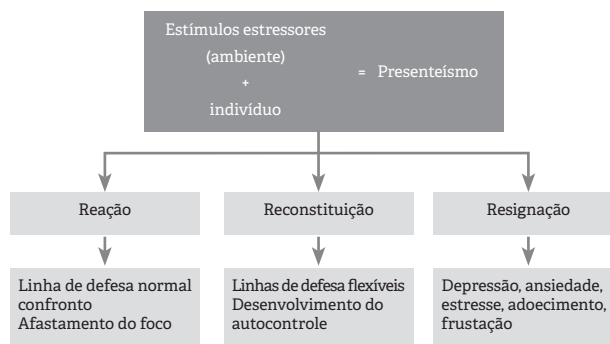 Estímulos estressores
(ambiente)
+
indivíduo
= Presenteísmo
Reação
Reconstituição
Resignação
Linha de defesa normal
confronto
Afastamento do foco
Linhas de defesa flexíveis
Desenvolvimento do
autocontrole
Depressão, ansiedade,
estresse, adoecimento,
frustação